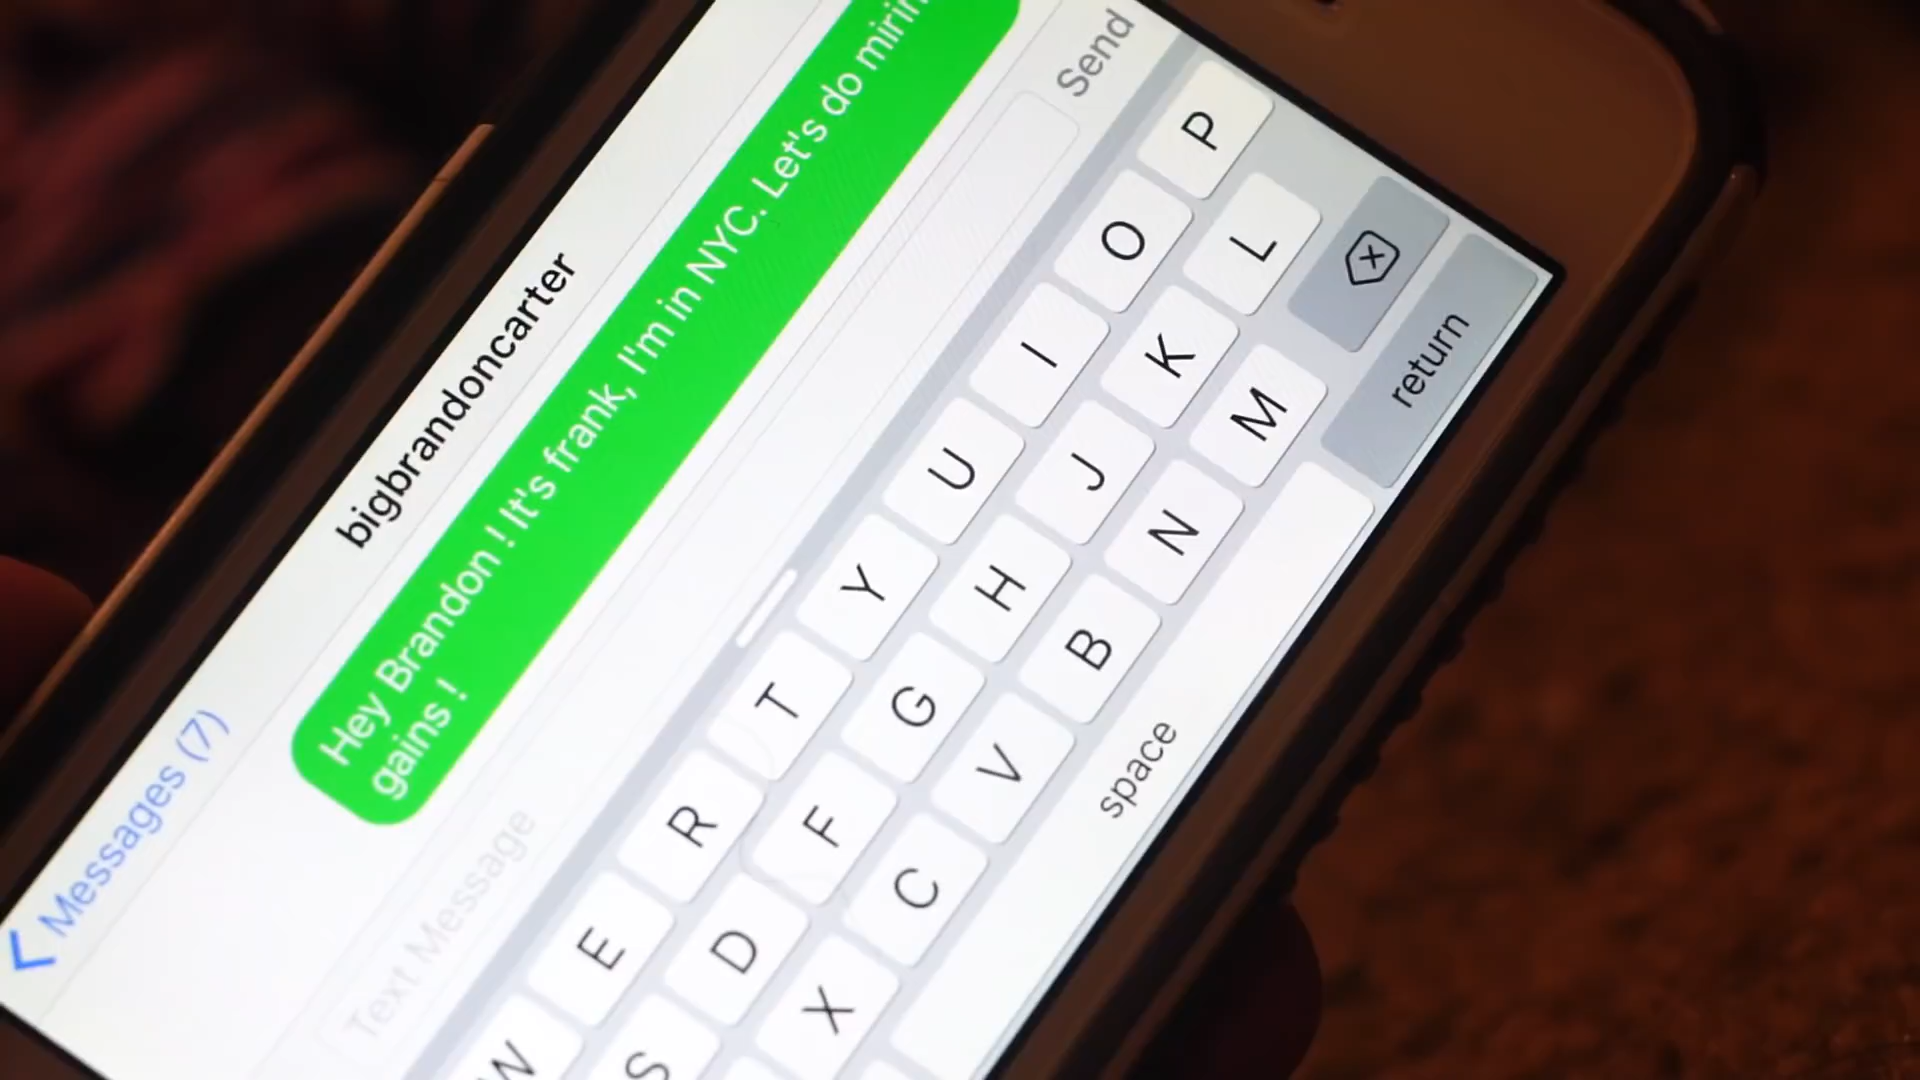 Messages (7)
bigbrandoncarter
Hey Brandon ! It's frank, I'm in NYC. Let's do
gains !
Text Message
Send
W E R T Y U I O P
S D F G H J K L
X C V B N M
space
return